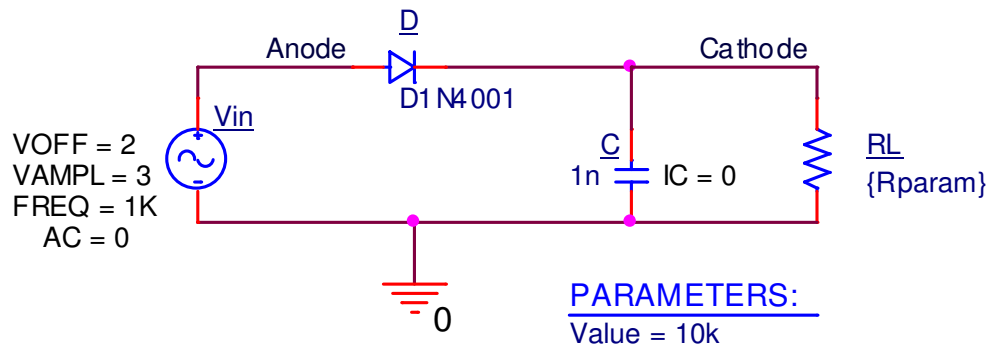 D
Anode
Cathode
D1N4001
Vin
VOFF = 2
VAMPL = 3
FREQ = 1K
AC = 0
C
1n
IC = 0
RL
{Rparam}
0
PARAMETERS:
Value = 10k